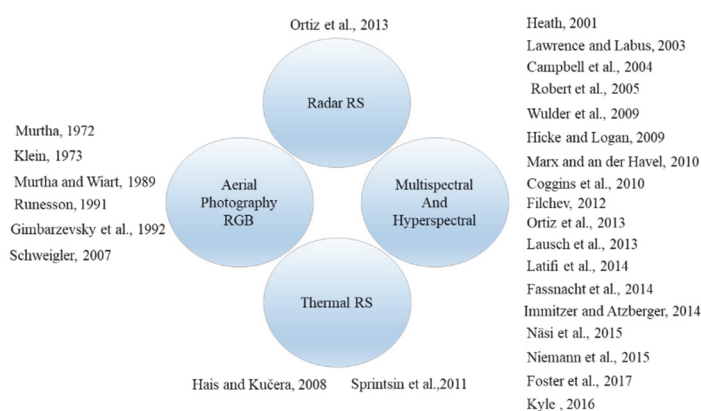 Ortiz et al., 2013
Radar RS
Murtha, 1972
Klein, 1973
Murtha and Wiart, 1989
Runesson, 1991
Gimbarzevsky et al., 1992
Schweigler, 2007
Aerial
Photography
RGB
Multispectral
And
Hyperspectral
Thermal RS
Hais and Kučera, 2008
Sprintsin et al.,2011
Heath, 2001
Lawrence and Labus, 2003
Campbell et al., 2004
Robert et al., 2005
Wulder et al., 2009
Hicke and Logan, 2009
Marx and an der Havel, 2010
Coggins et al., 2010
Filchev, 2012
Ortiz et al., 2013
Lausch et al., 2013
Latifi et al., 2014
Fassnacht et al., 2014
Immitzer and Atzberger, 2014
Näsi et al., 2015
Niemann et al., 2015
Foster et al., 2017
Kyle , 2016